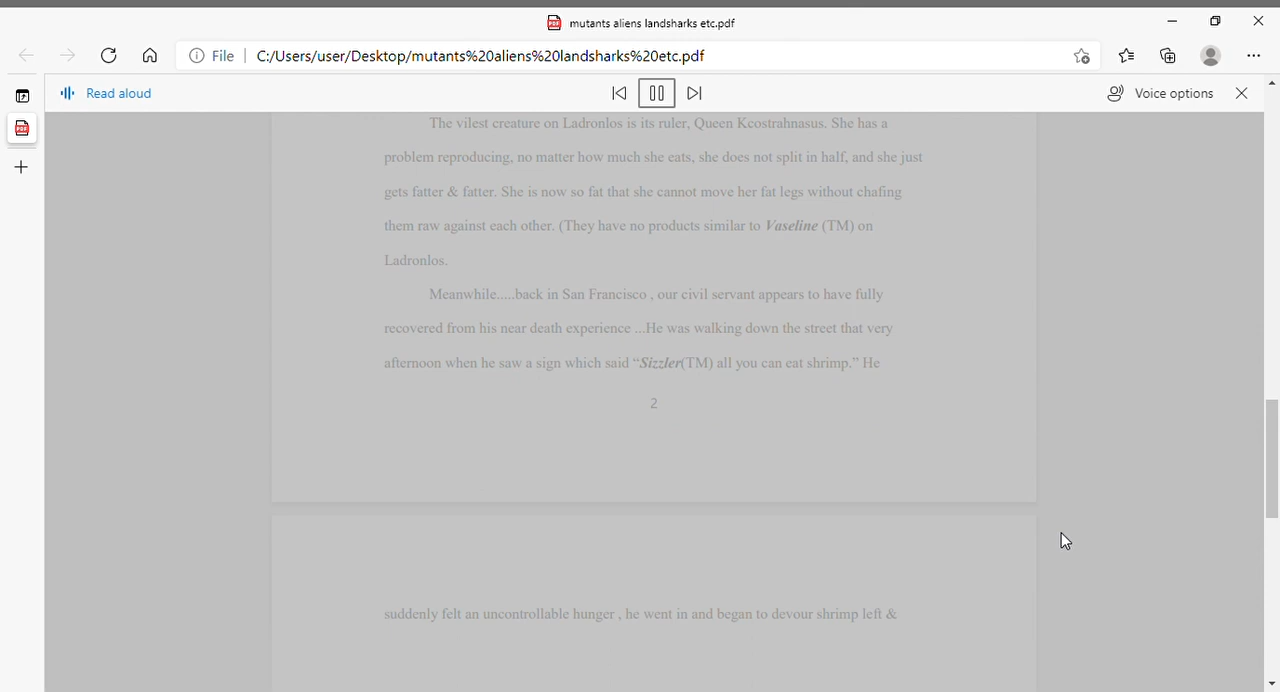 mutants aliens landsharks etc.pdf
File | C:/Users/user/Desktop/mutants%20aliens%20landsharks%20etc.pdf
Read aloud
Voice options
The vilest creature on Ladronlos is its ruler, Queen Kcostrahnasus. She has a
problem reproducing, no matter how much she eats, she does not split in half, and she just
gets fatter & fatter. She is now so fat that she cannot move her fat legs without chafing
them raw against each other. (They have no products similar to Vaseline (TM) on
Ladronlos.
Meanwhile.....back in San Francisco , our civil servant appears to have fully
recovered from his near death experience ...He was walking down the street that very
afternoon when he saw a sign which said “Sizzler(TM) all you can eat shrimp.” He
2
suddenly felt an uncontrollable hunger , he went in and began to devour shrimp left &